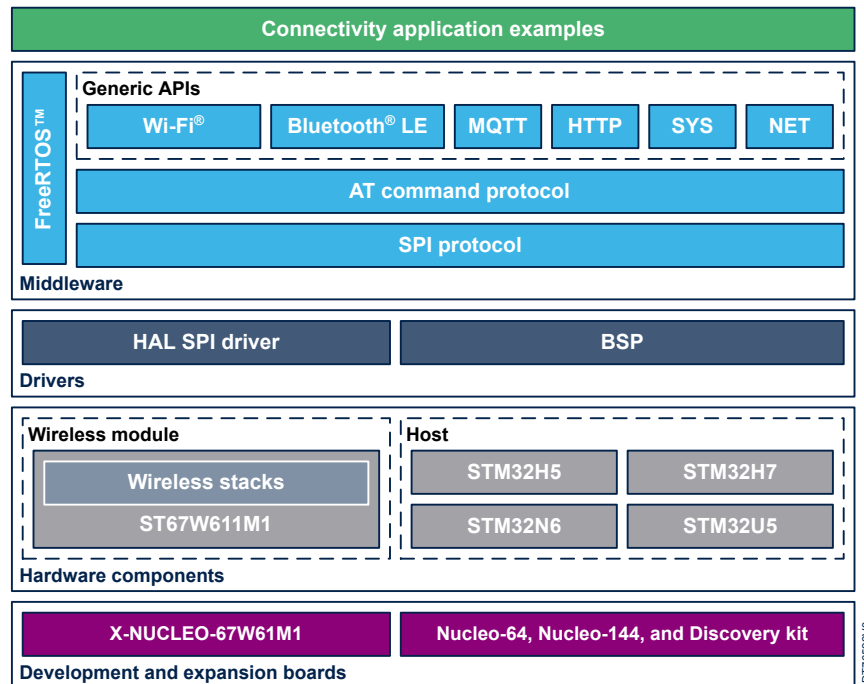 Connectivity application examples
FreeRTOS™
Generic APIs
Wi-Fi®
Bluetooth® LE
MQTT
HTTP
SYS
NET
AT command protocol
SPI protocol
Middleware
HAL SPI driver
BSP
Drivers
Wireless module
Wireless stacks
ST67W611M1
Host
STM32H5
STM32H7
STM32N6
STM32U5
Hardware components
X-NUCLEO-67W61M1
Nucleo-64, Nucleo-144, and Discovery kit
Development and expansion boards